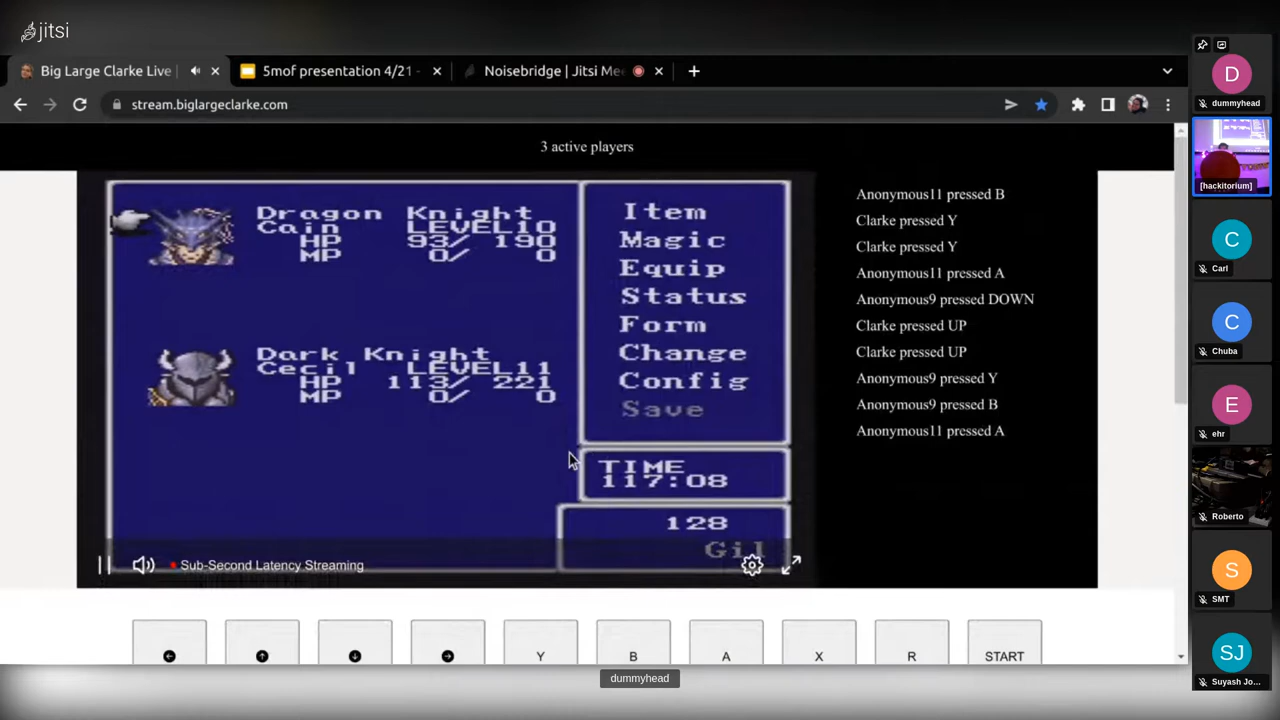 jitsi
Big Large Clarke Live
5mof presentation 4/21 -
Noisebridge | Jitsi Mee
stream.biglargeclarke.com
3 active players
Dragon Knight
Cain LEVEL10
HP 93/ 190
MP 0/ 0
Dark Knight
Cecil LEVEL11
HP 113/ 221
MP 0/ 0
Item
Magic
Equip
Status
Form
Change
Config
Save
TIME
117:08
128
Gil
Sub-Second Latency Streaming
Anonymous11 pressed B
Clarke pressed Y
Clarke pressed Y
Anonymous11 pressed A
Anonymous9 pressed DOWN
Clarke pressed UP
Clarke pressed UP
Anonymous9 pressed Y
Anonymous9 pressed B
Anonymous11 pressed A
Y B A X R START
dummyhead
D
dummyhead
[hackitorium]
C
Carl
C
Chuba
E
ehr
Roberto
S
SMT
SJ
Suyash Jo...